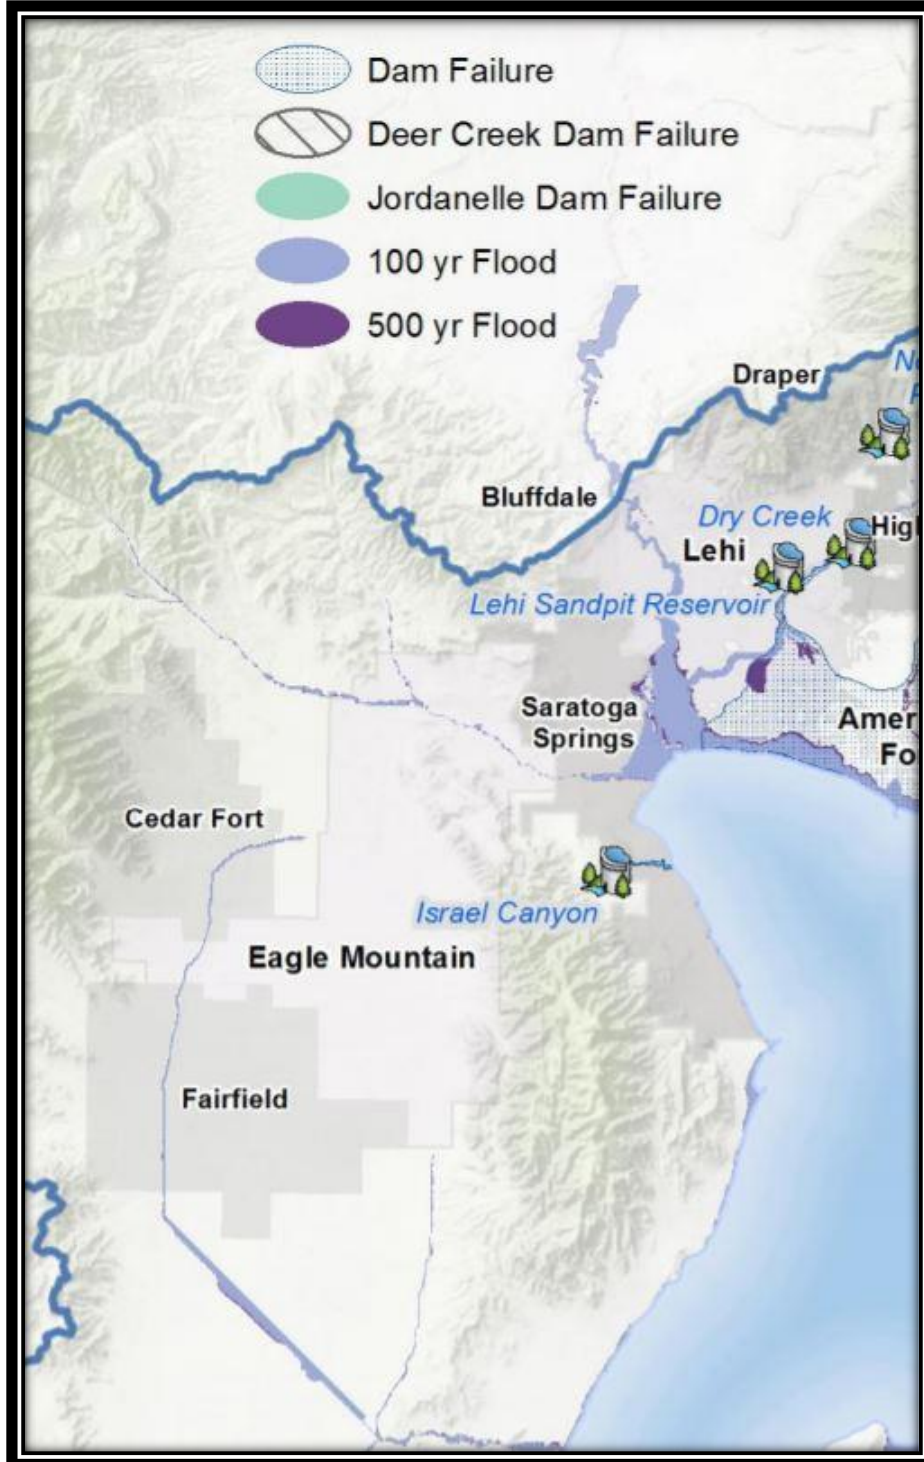 Dam Failure
Deer Creek Dam Failure
Jordanelle Dam Failure
100 yr Flood
500 yr Flood
Draper
Bluffdale
Dry Creek
Lehi
Lehi Sandpit Reservoir
Saratoga
Springs
Cedar Fort
Israel Canyon
Eagle Mountain
Fairfield